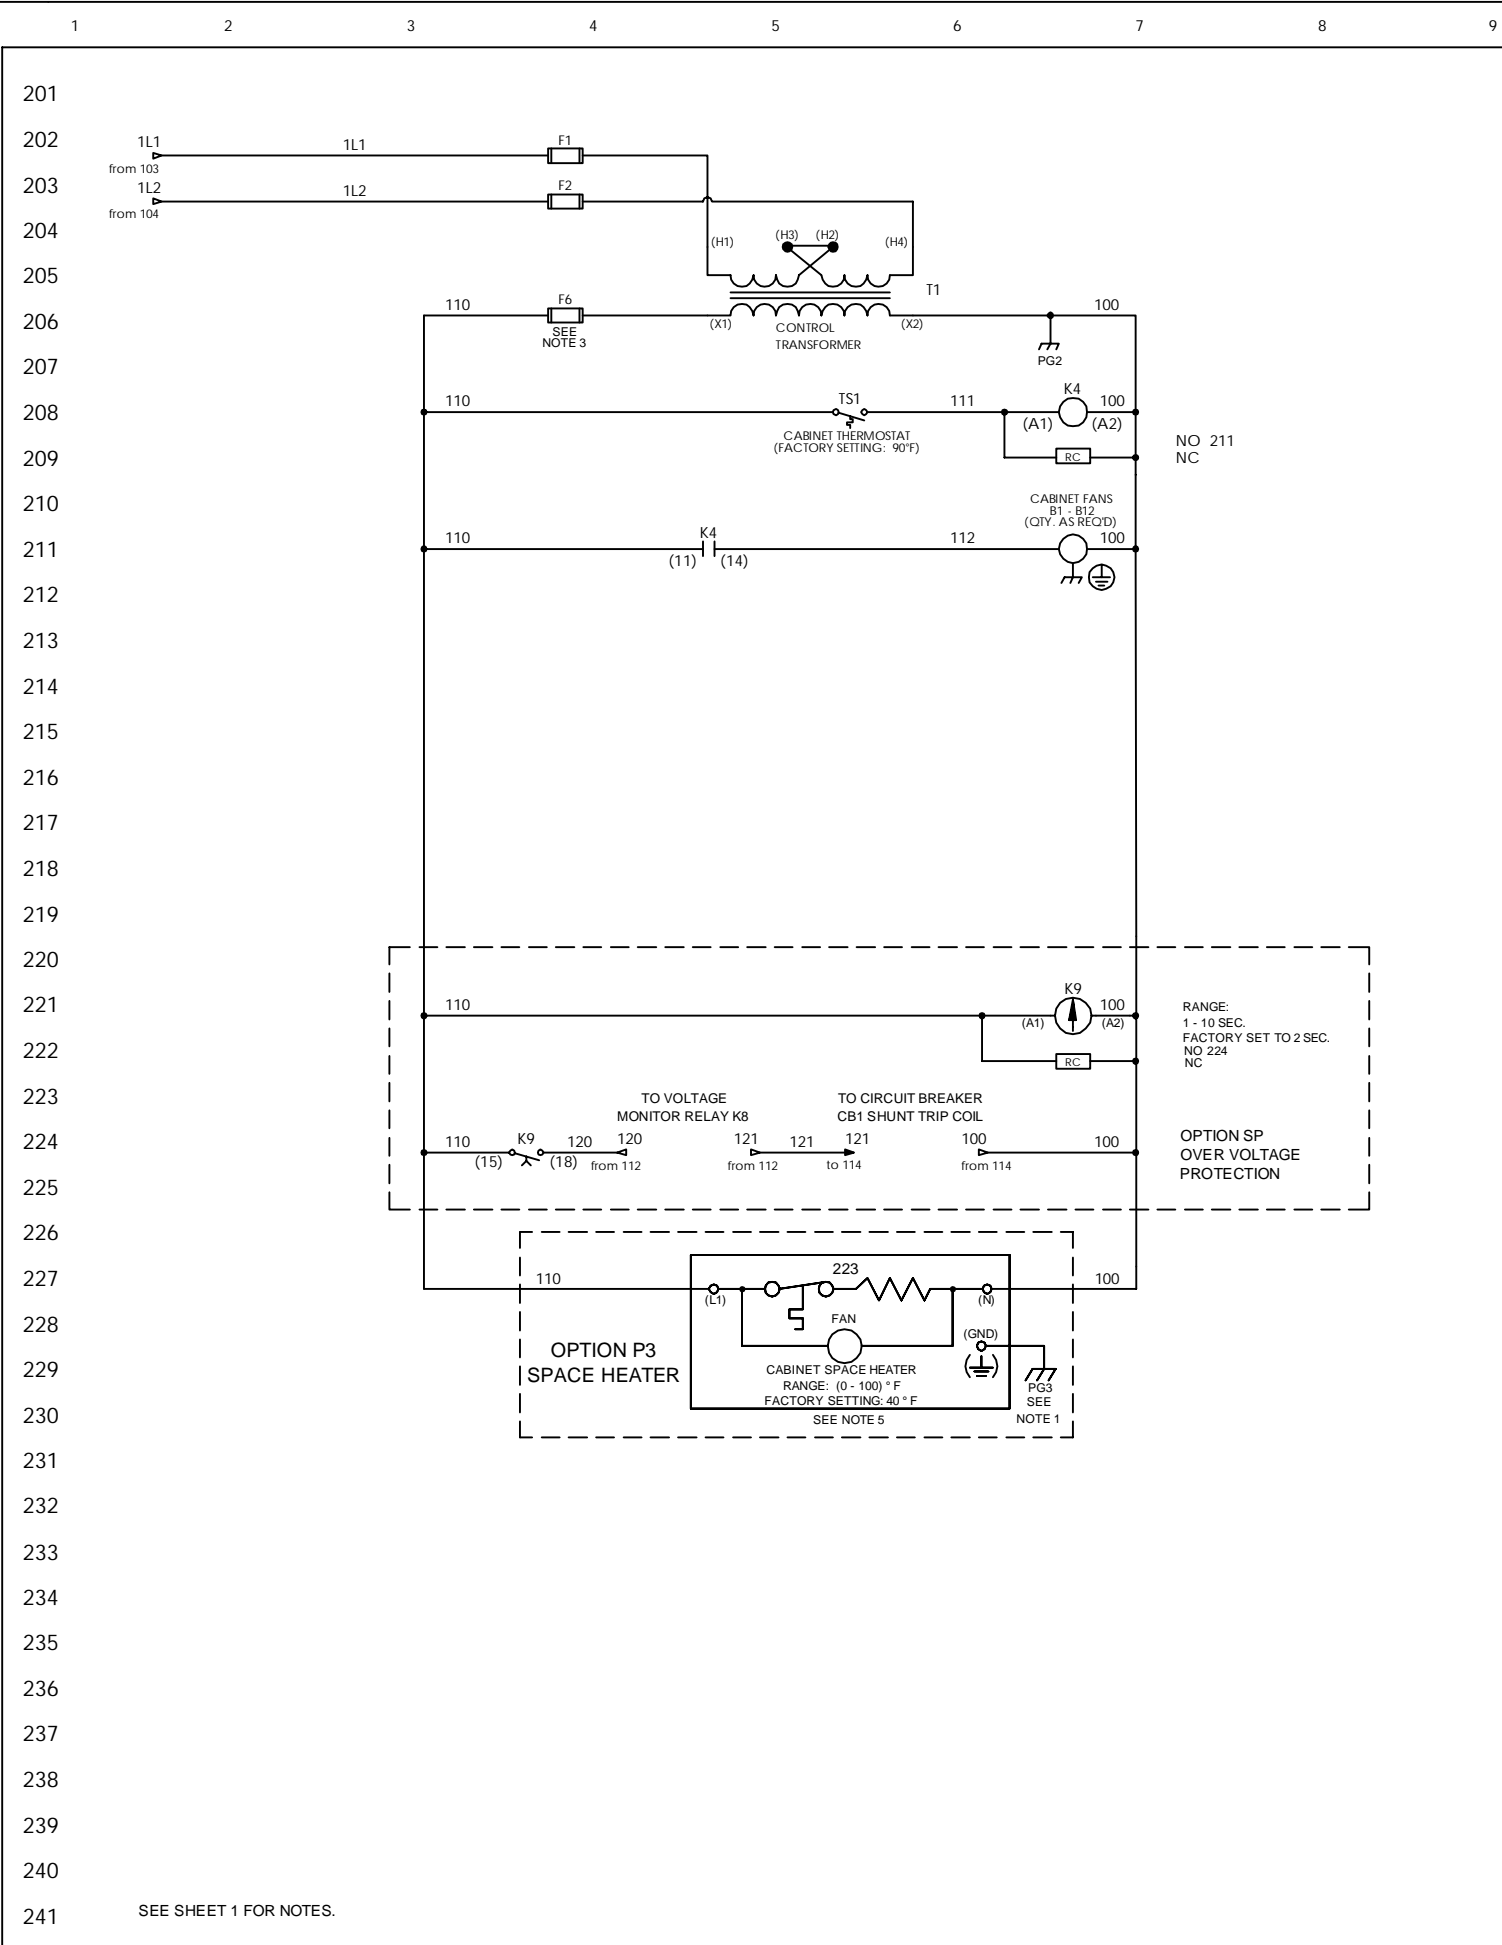 1 2 3 4 5 6 7 8 9
201
202 1L1 1L1 F1
from 103
203 1L2 1L2 F2
from 104
204 (H1) (H3) (H2) (H4)
205 T1
110 F6 100
206 (X1) (X2)
SEE
NOTE 3
CONTROL
TRANSFORMER
PG2
207
K4
208 110 TS1 111 100
(A1) (A2)
CABINET THERMOSTAT
(FACTORY SETTING: 90°F)
NO 211
209 RC NC
210 CABINET FANS
B1 - B12
(QTY. AS REQ'D)
211 110 K4 112 100
(11) (14)
212
213
214
215
216
217
218
219
220
K9
221 110 100
(A1) (A2)
RANGE:
1 - 10 SEC.
FACTORY SET TO 2 SEC.
NO 224
NC
222 RC
223 TO VOLTAGE
MONITOR RELAY K8
TO CIRCUIT BREAKER
CB1 SHUNT TRIP COIL
224 110 K9 120 120 121 121 121 100 100
(15) (18) from 112 from 112 to 114 from 114
OPTION SP
OVER VOLTAGE
PROTECTION
225
226
227 110 223 100
(L1) (N)
228 FAN (GND)
OPTION P3
SPACE HEATER
229 CABINET SPACE HEATER
RANGE: (0 - 100) ° F
FACTORY SETTING: 40 ° F
PG3
SEE
NOTE 1
230 SEE NOTE 5
231
232
233
234
235
236
237
238
239
240
241 SEE SHEET 1 FOR NOTES.